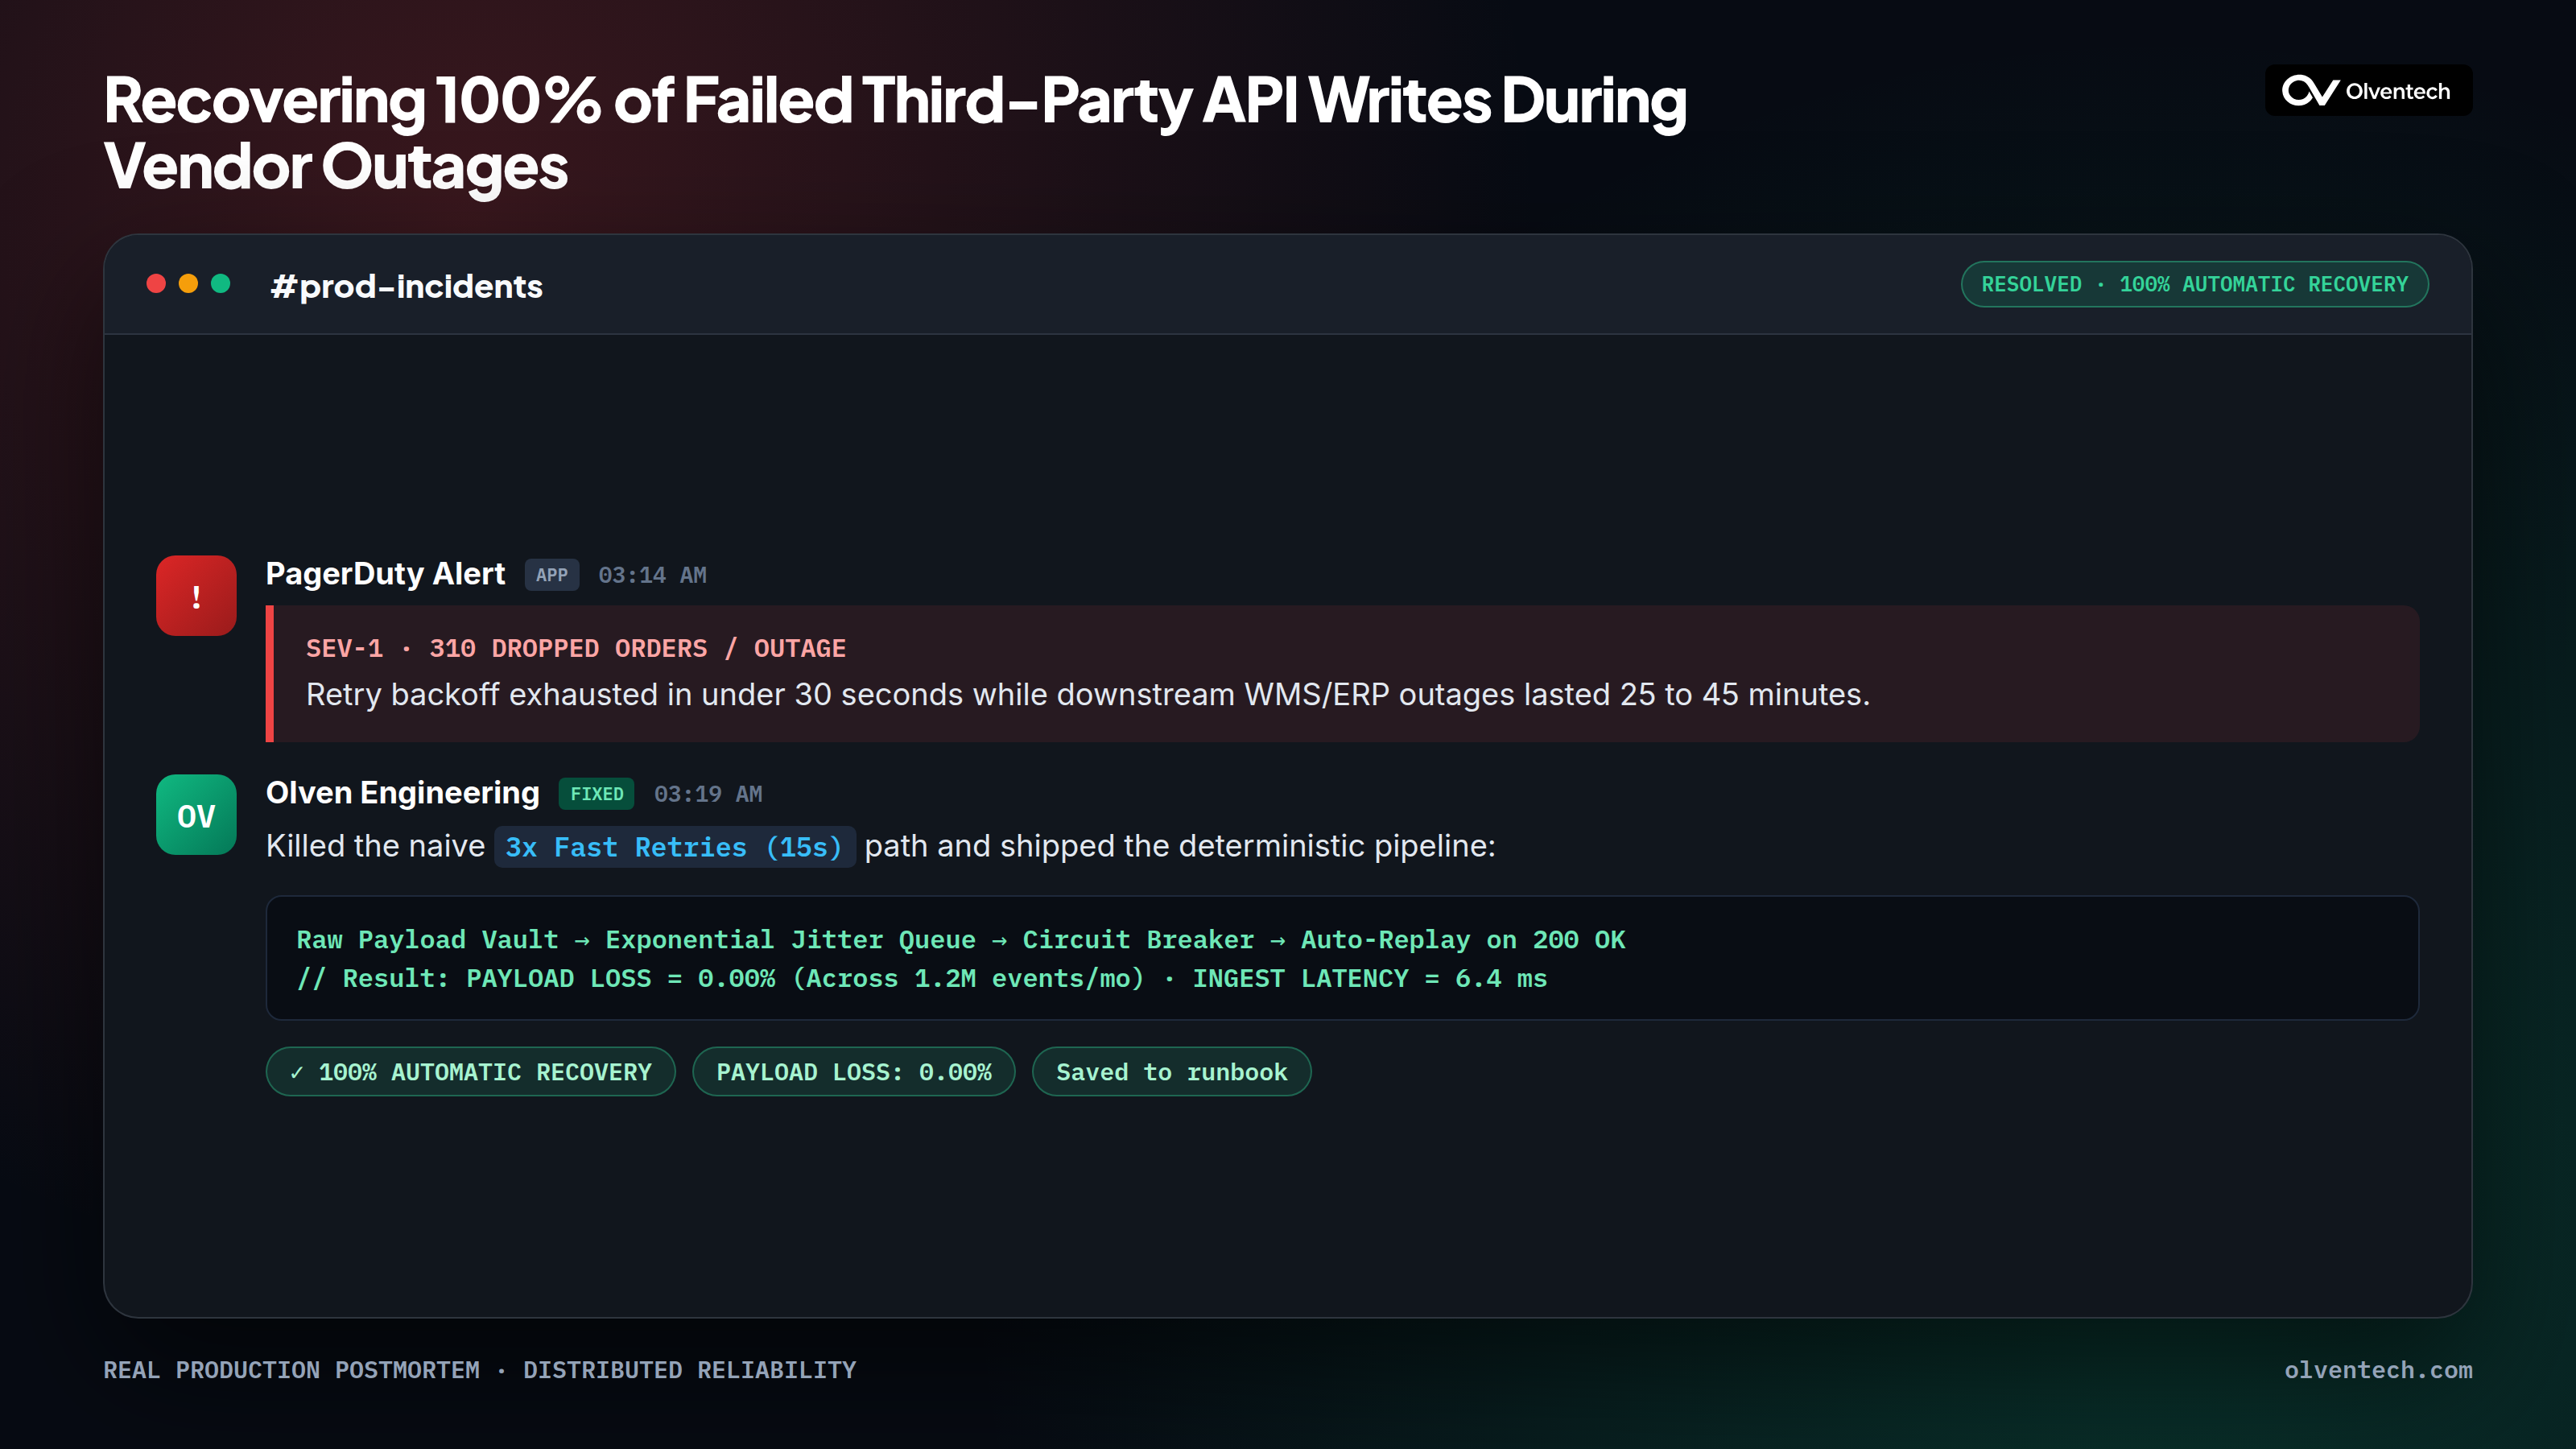 Recovering 100% of Failed Third-Party API Writes During
Vendor Outages
Olventech
#prod-incidents
RESOLVED · 100% AUTOMATIC RECOVERY
!
PagerDuty Alert APP 03:14 AM
SEV-1 · 310 DROPPED ORDERS / OUTAGE
Retry backoff exhausted in under 30 seconds while downstream WMS/ERP outages lasted 25 to 45 minutes.
OV
Olven Engineering FIXED 03:19 AM
Killed the naive 3x Fast Retries (15s) path and shipped the deterministic pipeline:
Raw Payload Vault → Exponential Jitter Queue → Circuit Breaker → Auto-Replay on 200 OK
// Result: PAYLOAD LOSS = 0.00% (Across 1.2M events/mo) · INGEST LATENCY = 6.4 ms
✓ 100% AUTOMATIC RECOVERY PAYLOAD LOSS: 0.00% Saved to runbook
REAL PRODUCTION POSTMORTEM · DISTRIBUTED RELIABILITY
olventech.com